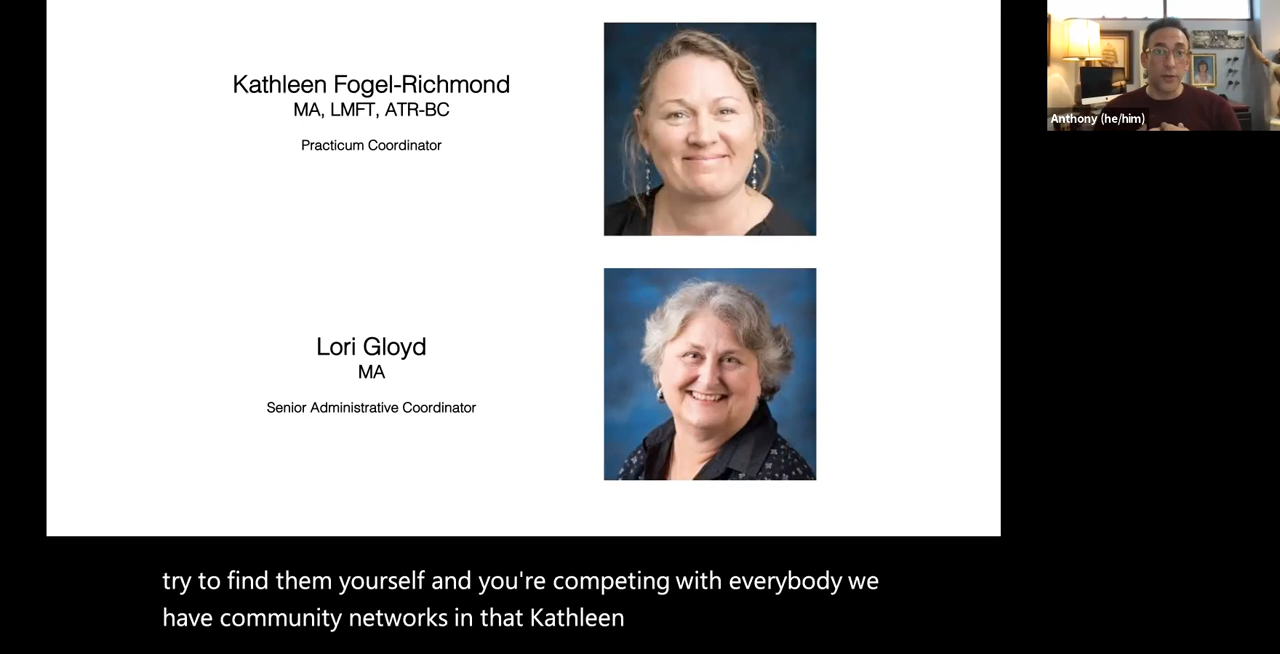 Kathleen Fogel-Richmond
MA, LMFT, ATR-BC
Practicum Coordinator
Anthony (he/him)
Lori Gloyd
MA
Senior Administrative Coordinator
try to find them yourself and you're competing with everybody we
have community networks in that Kathleen